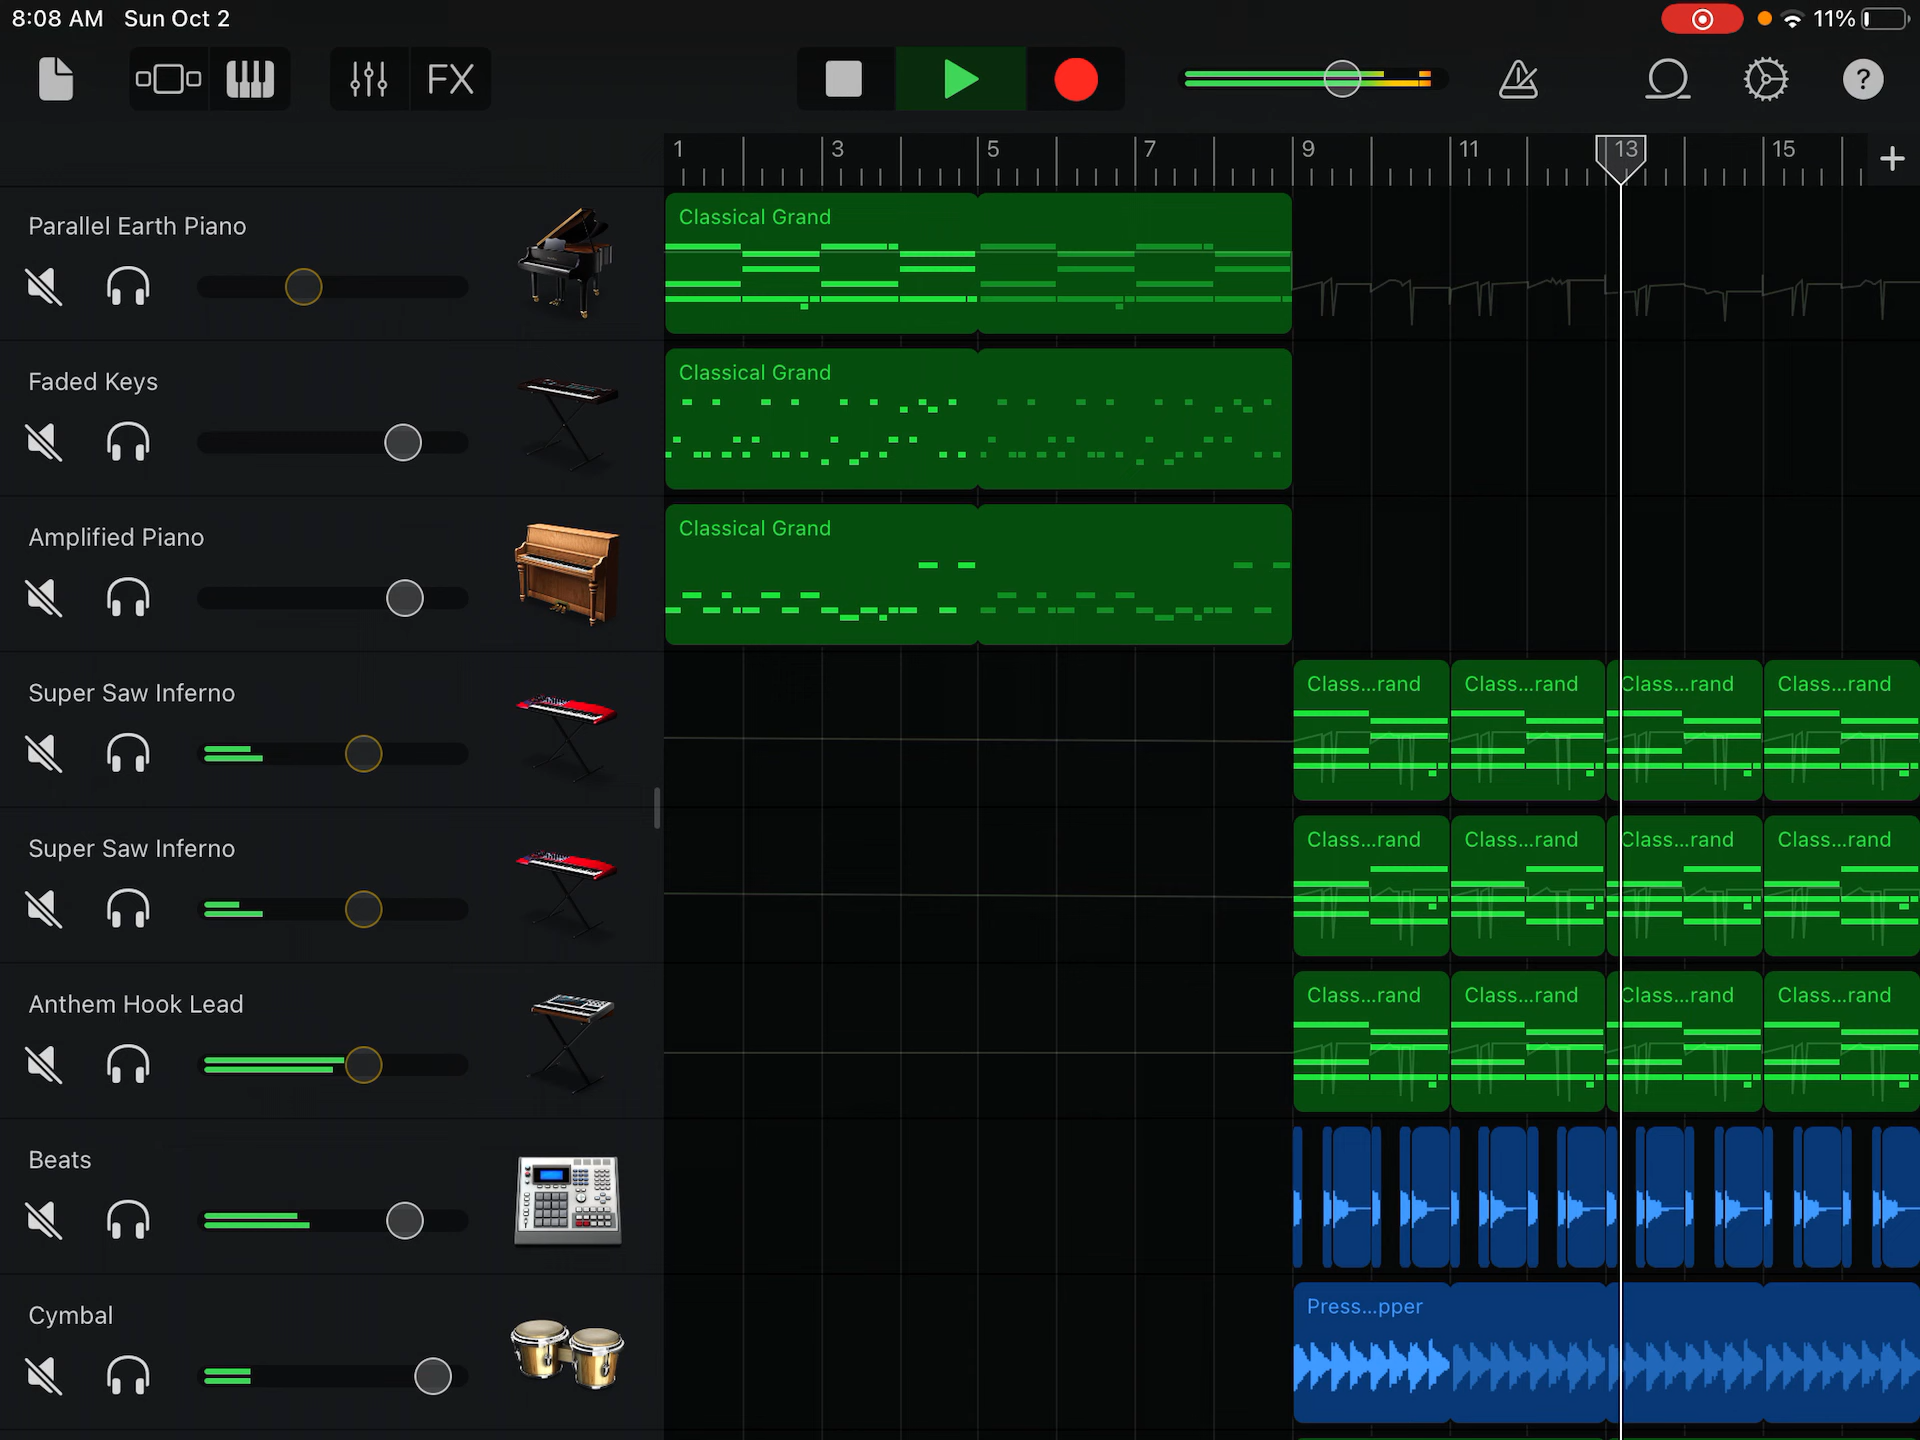 8:08 AM Sun Oct 2 11%
FX ?
1 3 5 7 9 11 13 15 +
Parallel Earth Piano
Classical Grand
Faded Keys
Classical Grand
Amplified Piano
Classical Grand
Super Saw Inferno
Class...rand Class...rand Class...rand Class...rand
Super Saw Inferno
Class...rand Class...rand Class...rand Class...rand
Anthem Hook Lead
Class...rand Class...rand Class...rand Class...rand
Beats
Cymbal
Press...pper